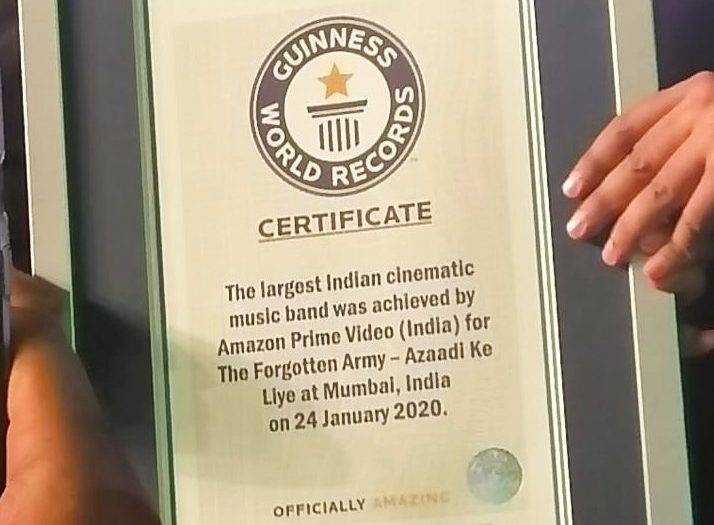 GUINNESS
WORLD RECORDS
CERTIFICATE
The largest Indian cinematic
music band was achieved by
Amazon Prime Video (India) for
The Forgotten Army – Azaadi Ke
Liye at Mumbai, India
on 24 January 2020.
OFFICIALLY AMAZING